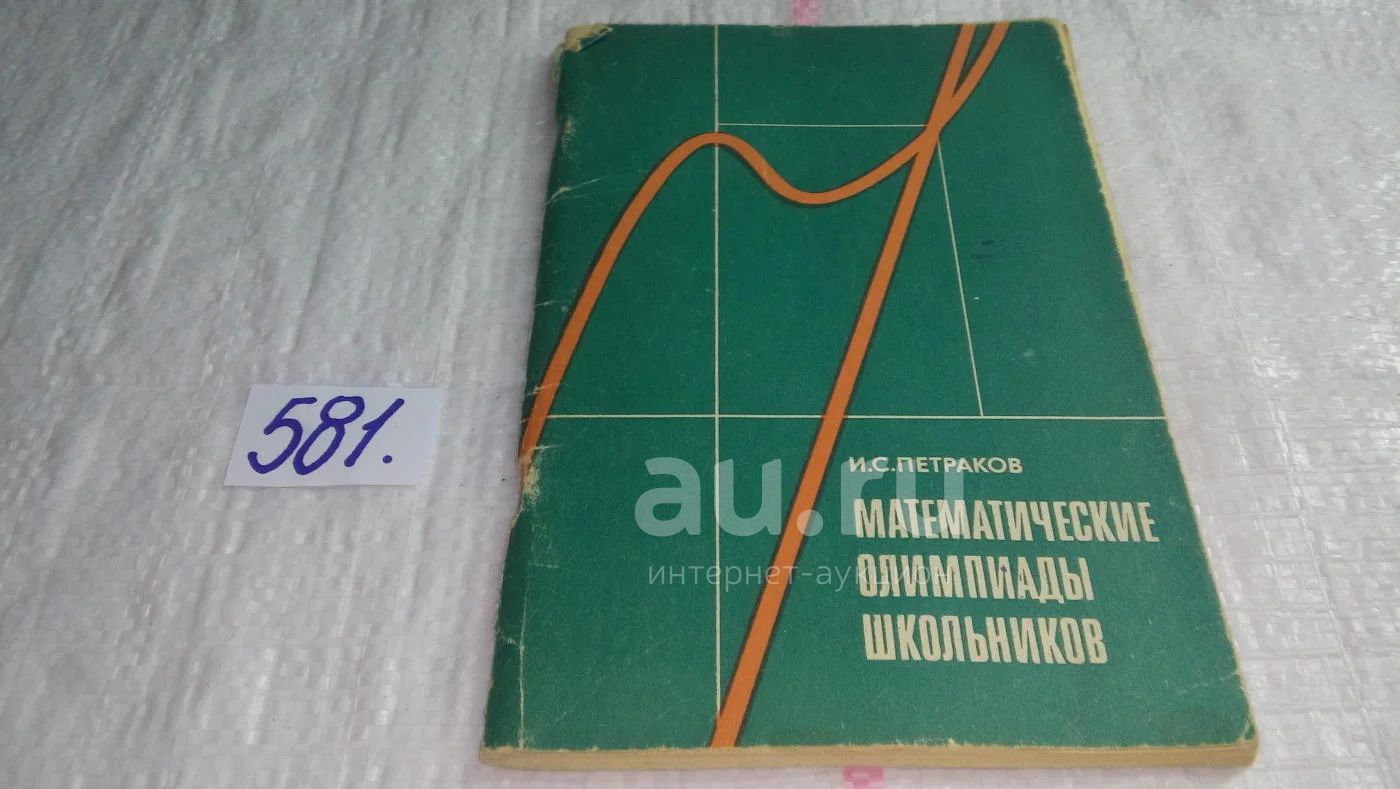 581.
И.С.ПЕТРАКОВ
МАТЕМАТИЧЕСКИЕ
ОЛИМПИАДЫ
ШКОЛЬНИКОВ
au.ru
интернет-аукцион